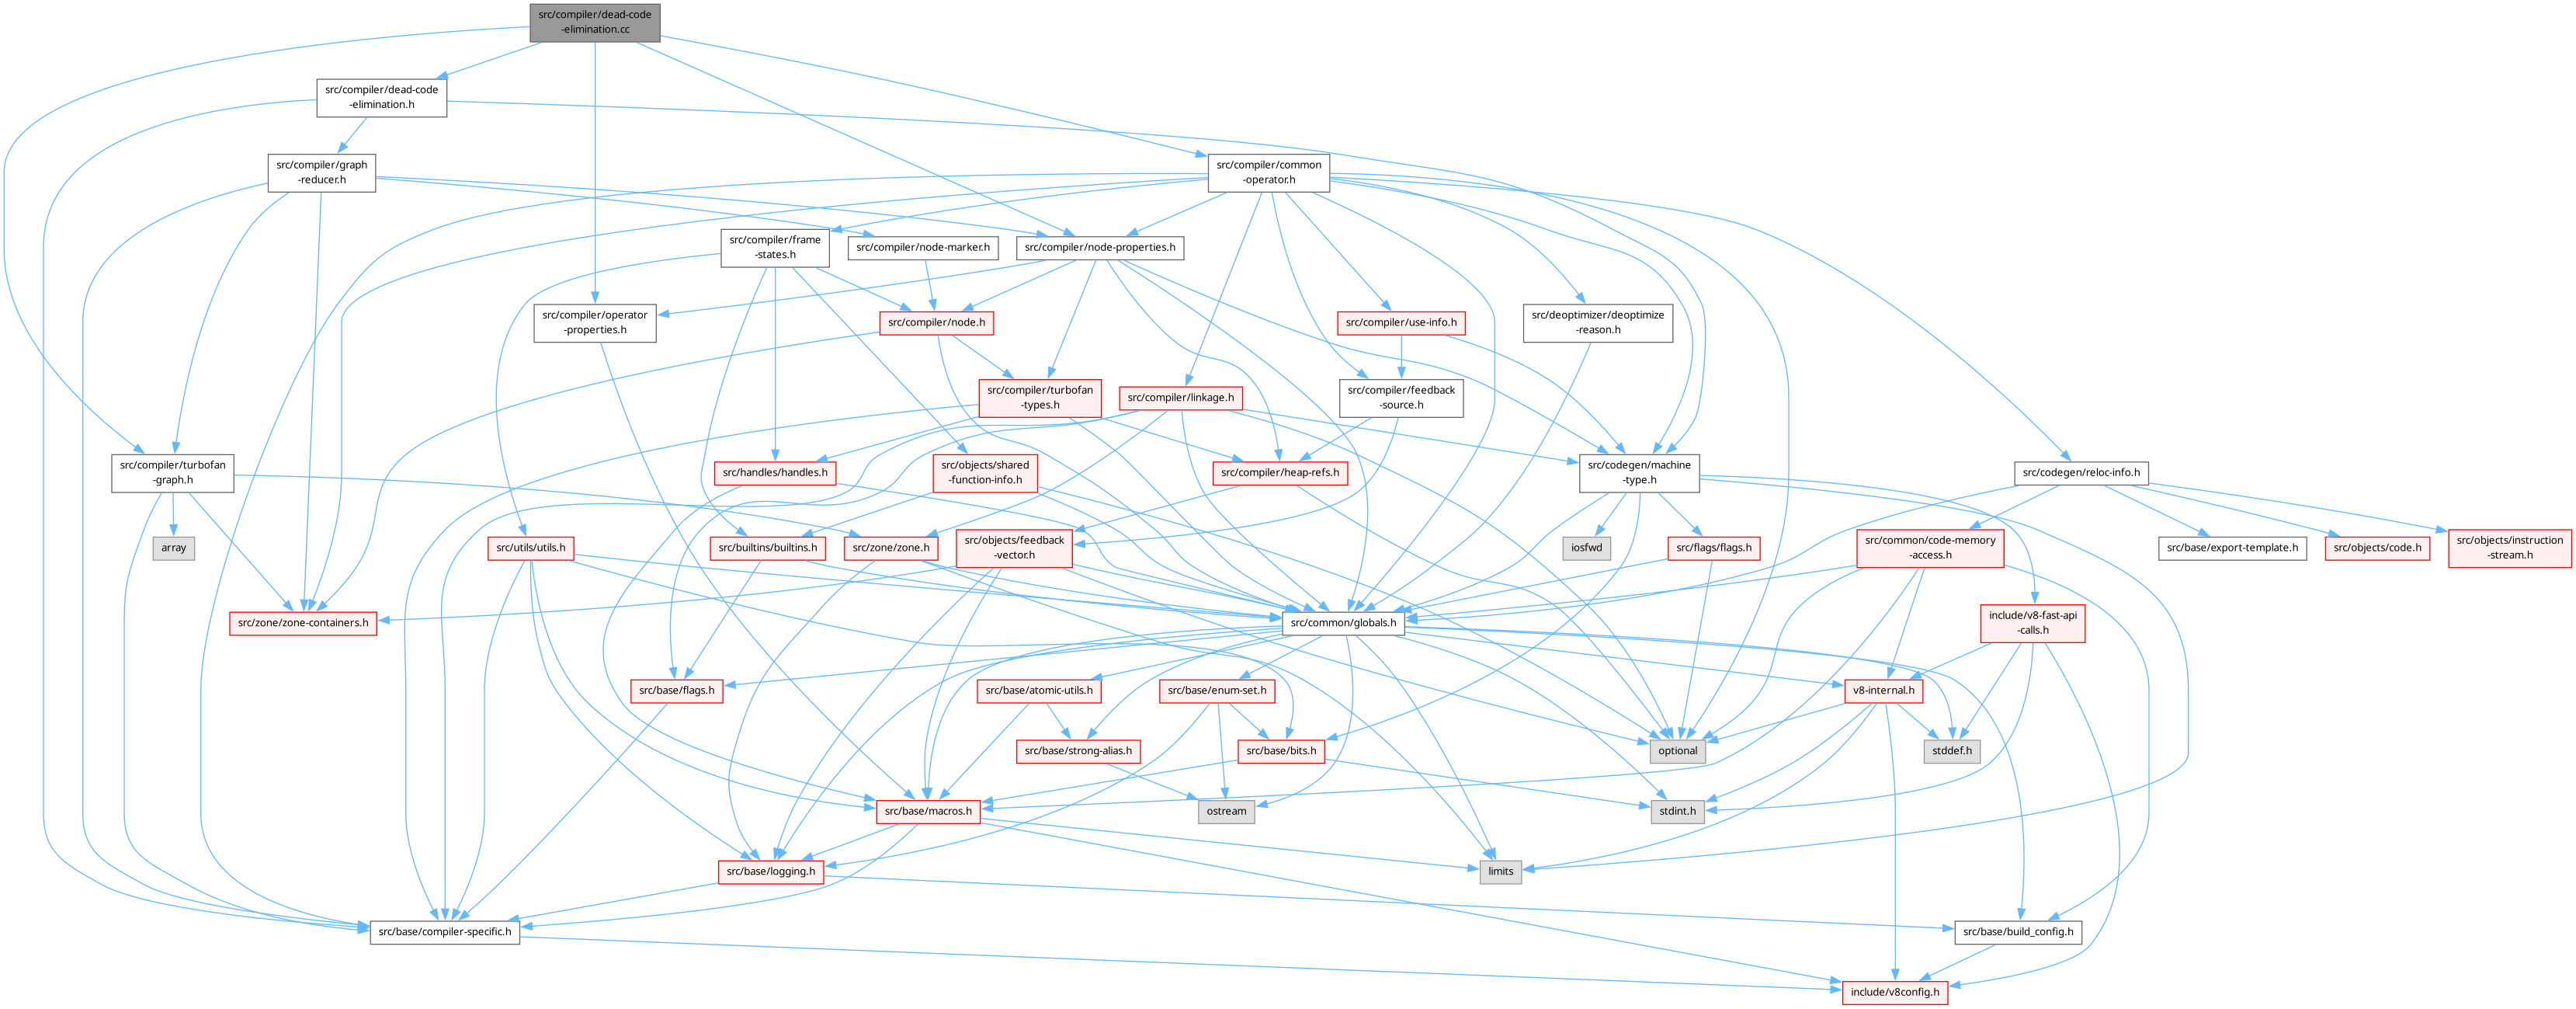 src/compiler/dead-code
-elimination.cc
src/compiler/dead-code
-elimination.h
src/compiler/graph
-reducer.h
src/compiler/common
-operator.h
src/compiler/frame
-states.h
src/compiler/node-marker.h
src/compiler/node-properties.h
src/compiler/operator
-properties.h
src/compiler/node.h
src/compiler/use-info.h
src/deoptimizer/deoptimize
-reason.h
src/compiler/turbofan
-types.h
src/compiler/linkage.h
src/compiler/feedback
-source.h
src/compiler/turbofan
-graph.h
src/handles/handles.h
src/objects/shared
-function-info.h
src/compiler/heap-refs.h
src/codegen/machine
-type.h
src/codegen/reloc-info.h
array
src/utils/utils.h
src/builtins/builtins.h
src/zone/zone.h
src/objects/feedback
-vector.h
iosfwd
src/flags/flags.h
src/common/code-memory
-access.h
src/base/export-template.h
src/objects/code.h
src/objects/instruction
-stream.h
src/zone/zone-containers.h
src/common/globals.h
include/v8-fast-api
-calls.h
src/base/flags.h
src/base/atomic-utils.h
src/base/enum-set.h
v8-internal.h
src/base/strong-alias.h
src/base/bits.h
optional
stddef.h
src/base/macros.h
ostream
stdint.h
src/base/logging.h
limits
src/base/compiler-specific.h
src/base/build_config.h
include/v8config.h